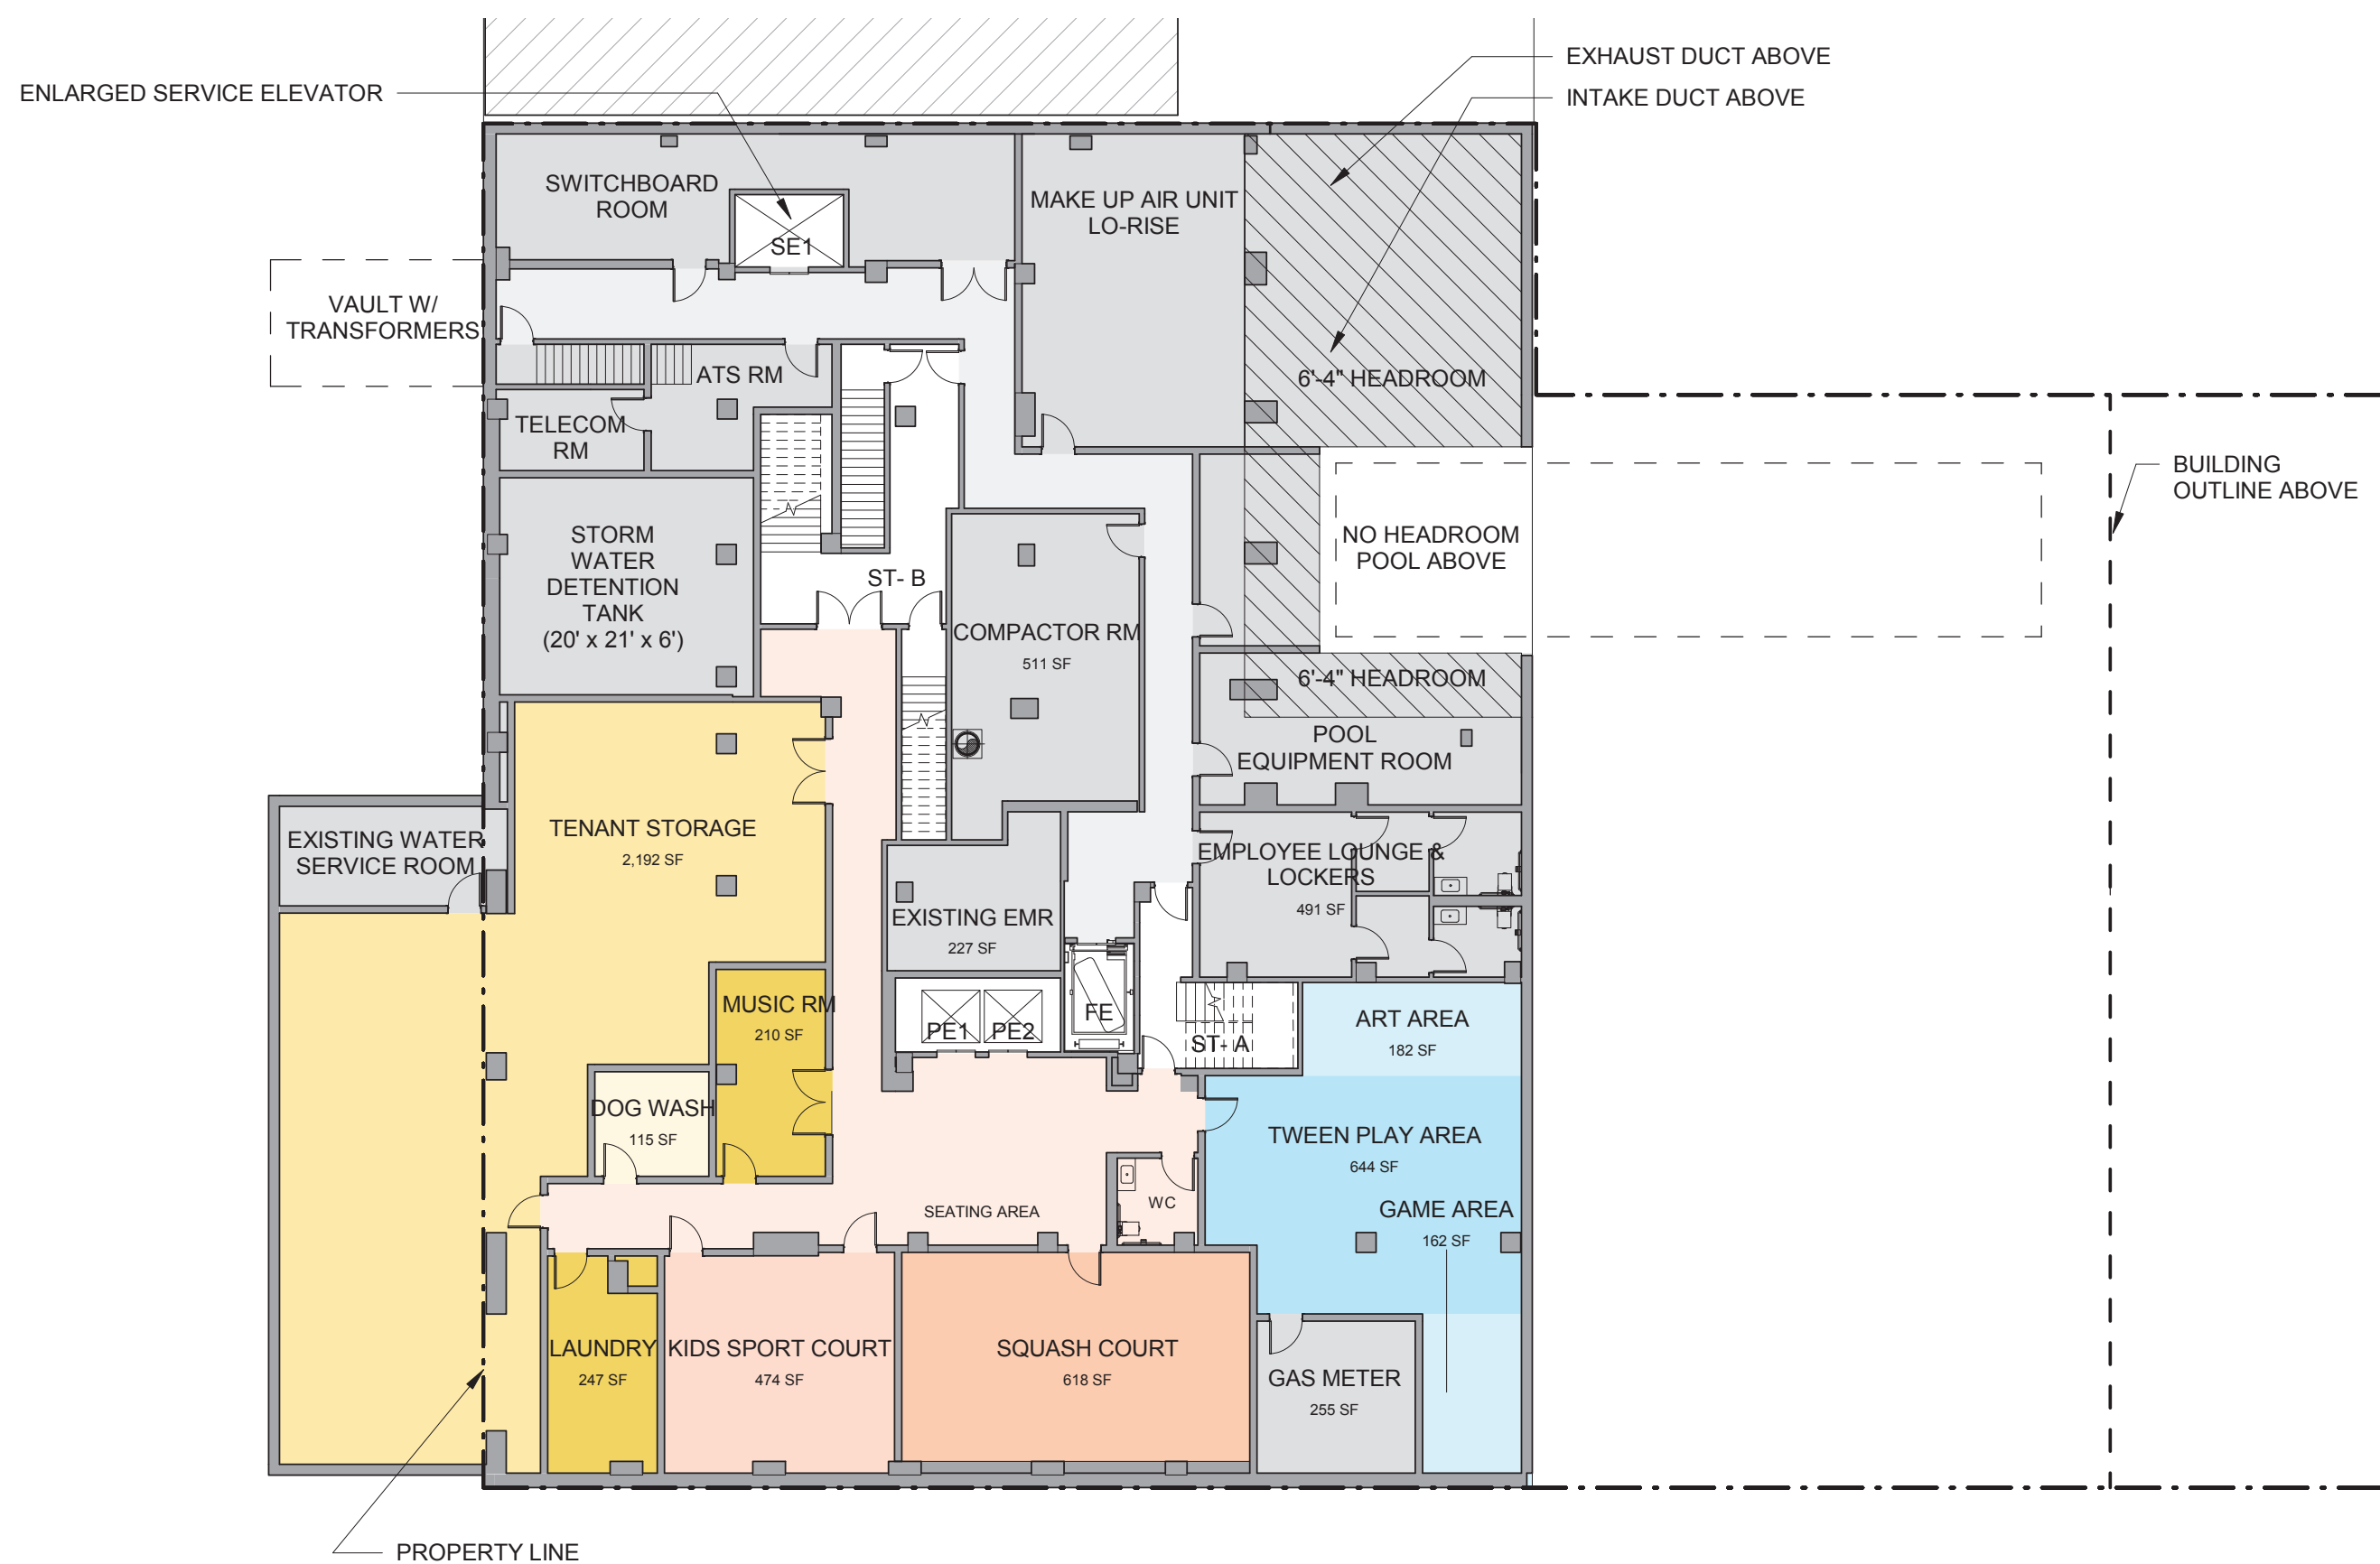 EXHAUST DUCT ABOVE
ENLARGED SERVICE ELEVATOR
INTAKE DUCT ABOVE
SWITCHBOARD
ROOM
SE1
MAKE UP AIR UNIT
LO-RISE
VAULT W/
TRANSFORMERS
ATS RM
6'-4" HEADROOM
TELECOM
RM
BUILDING
OUTLINE ABOVE
STORM
WATER
DETENTION
TANK
(20' x 21' x 6')
NO HEADROOM
POOL ABOVE
ST- B
COMPACTOR RM
511 SF
6'-4" HEADROOM
POOL
EQUIPMENT ROOM
EXISTING WATER
SERVICE ROOM
TENANT STORAGE
2,192 SF
EMPLOYEE LOUNGE &
LOCKERS
491 SF
EXISTING EMR
227 SF
MUSIC RM
210 SF
PE1
PE2
FE
ST- A
ART AREA
182 SF
DOG WASH
115 SF
TWEEN PLAY AREA
644 SF
SEATING AREA
WC
GAME AREA
162 SF
LAUNDRY
247 SF
KIDS SPORT COURT
474 SF
SQUASH COURT
618 SF
GAS METER
255 SF
PROPERTY LINE